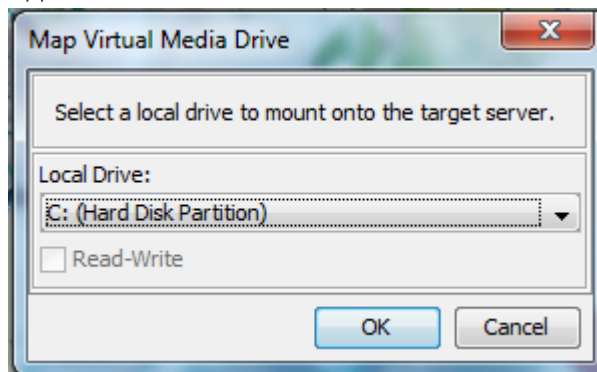 Map Virtual Media Drive
Select a local drive to mount onto the target server.
Local Drive:
C: (Hard Disk Partition)
Read-Write
OK
Cancel